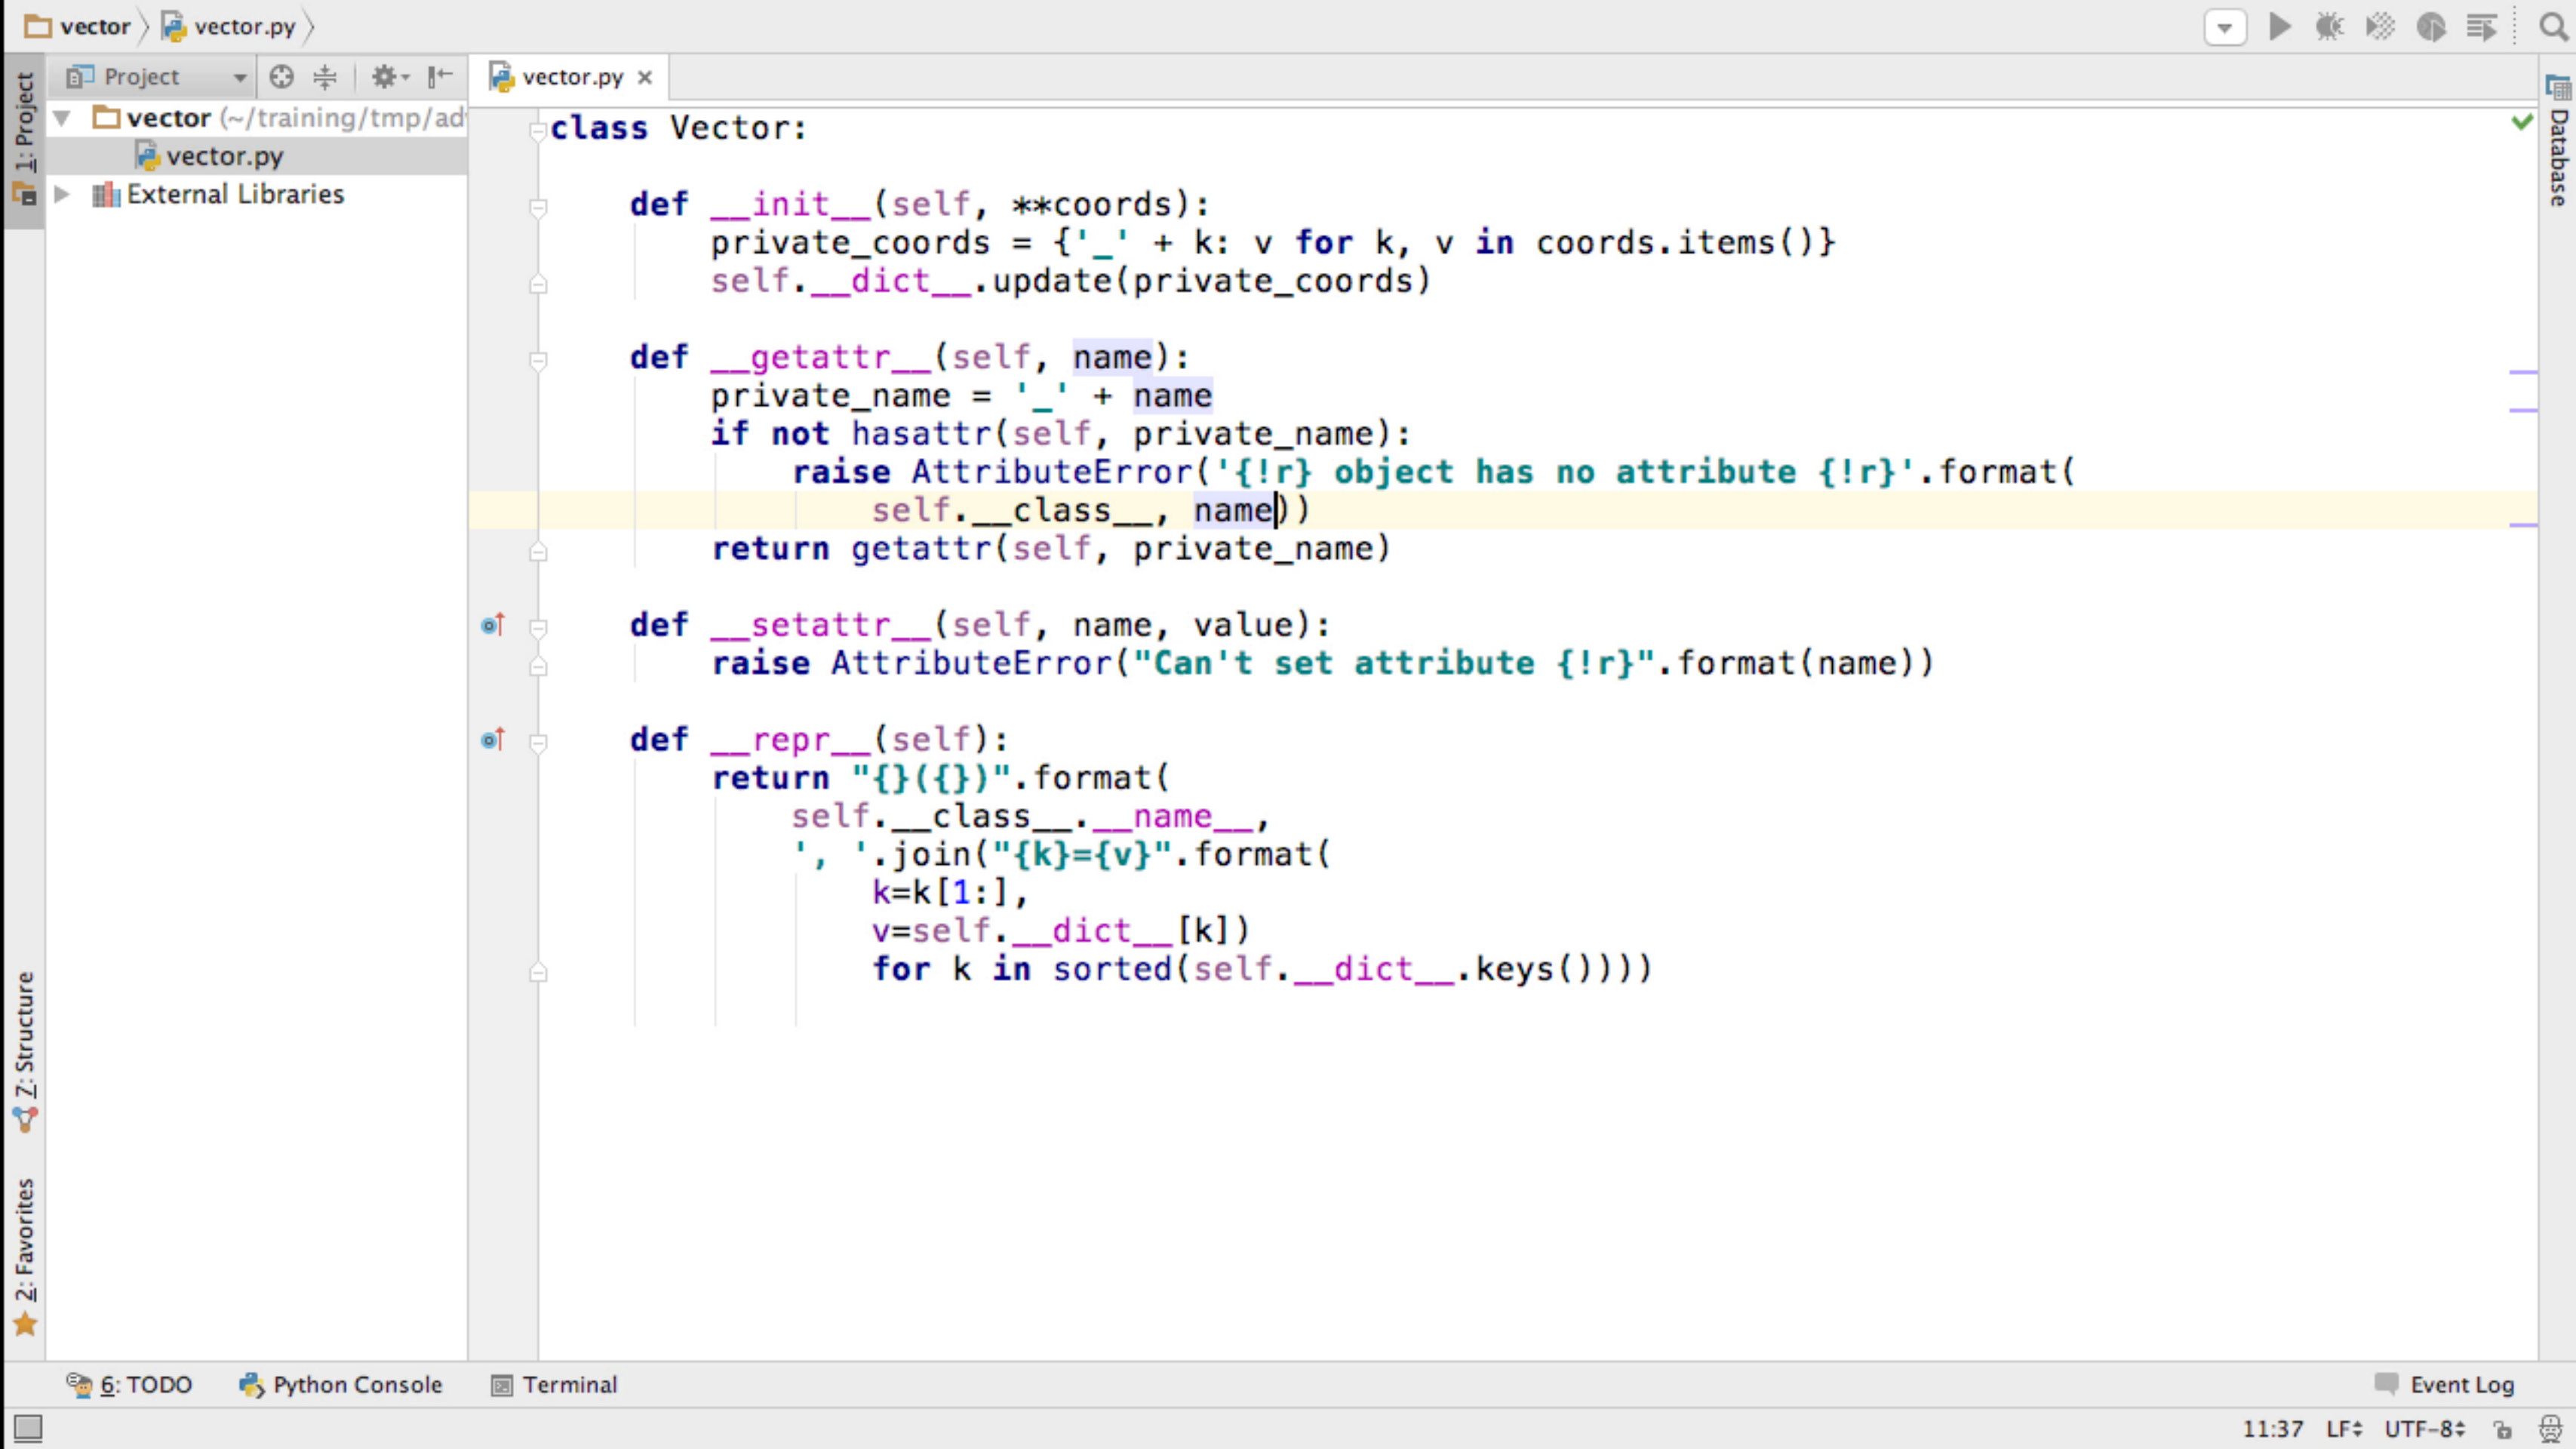 vector vector.py
Project
vector.py
1: Project
vector (~/training/tmp/ad
vector.py
External Libraries
Database
class Vector:
def __init__(self, **coords):
private_coords = {'_' + k: v for k, v in coords.items()}
self.__dict__.update(private_coords)
def __getattr__(self, name):
private_name = '_' + name
if not hasattr(self, private_name):
raise AttributeError('{!r} object has no attribute {!r}'.format(
self.__class__, name))
return getattr(self, private_name)
def __setattr__(self, name, value):
raise AttributeError("Can't set attribute {!r}".format(name))
def __repr__(self):
return "{}({})".format(
self.__class__.__name__,
', '.join("{k}={v}".format(
k=k[1:],
v=self.__dict__[k])
for k in sorted(self.__dict__.keys())))
7: Structure
2: Favorites
6: TODO Python Console Terminal Event Log
11:37 LF UTF-8